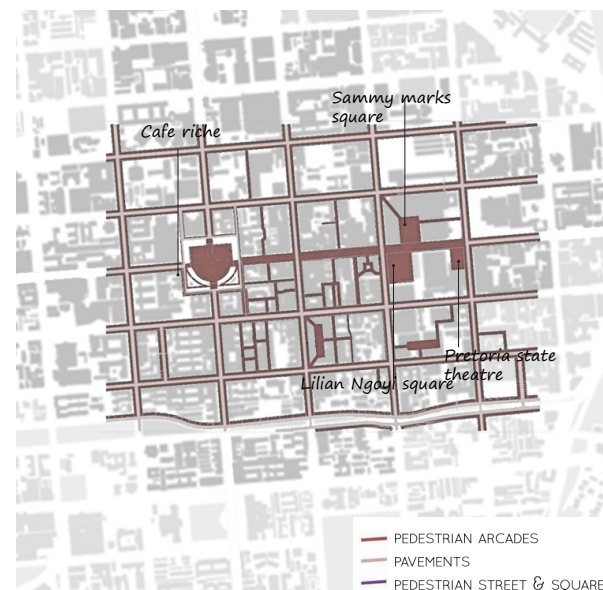 Sammy marks
square
Cafe riche
Pretoria state
theatre
Lilian Ngoyi square
PEDESTRIAN ARCADES
PAVEMENTS
PEDESTRIAN STREET & SQUARE